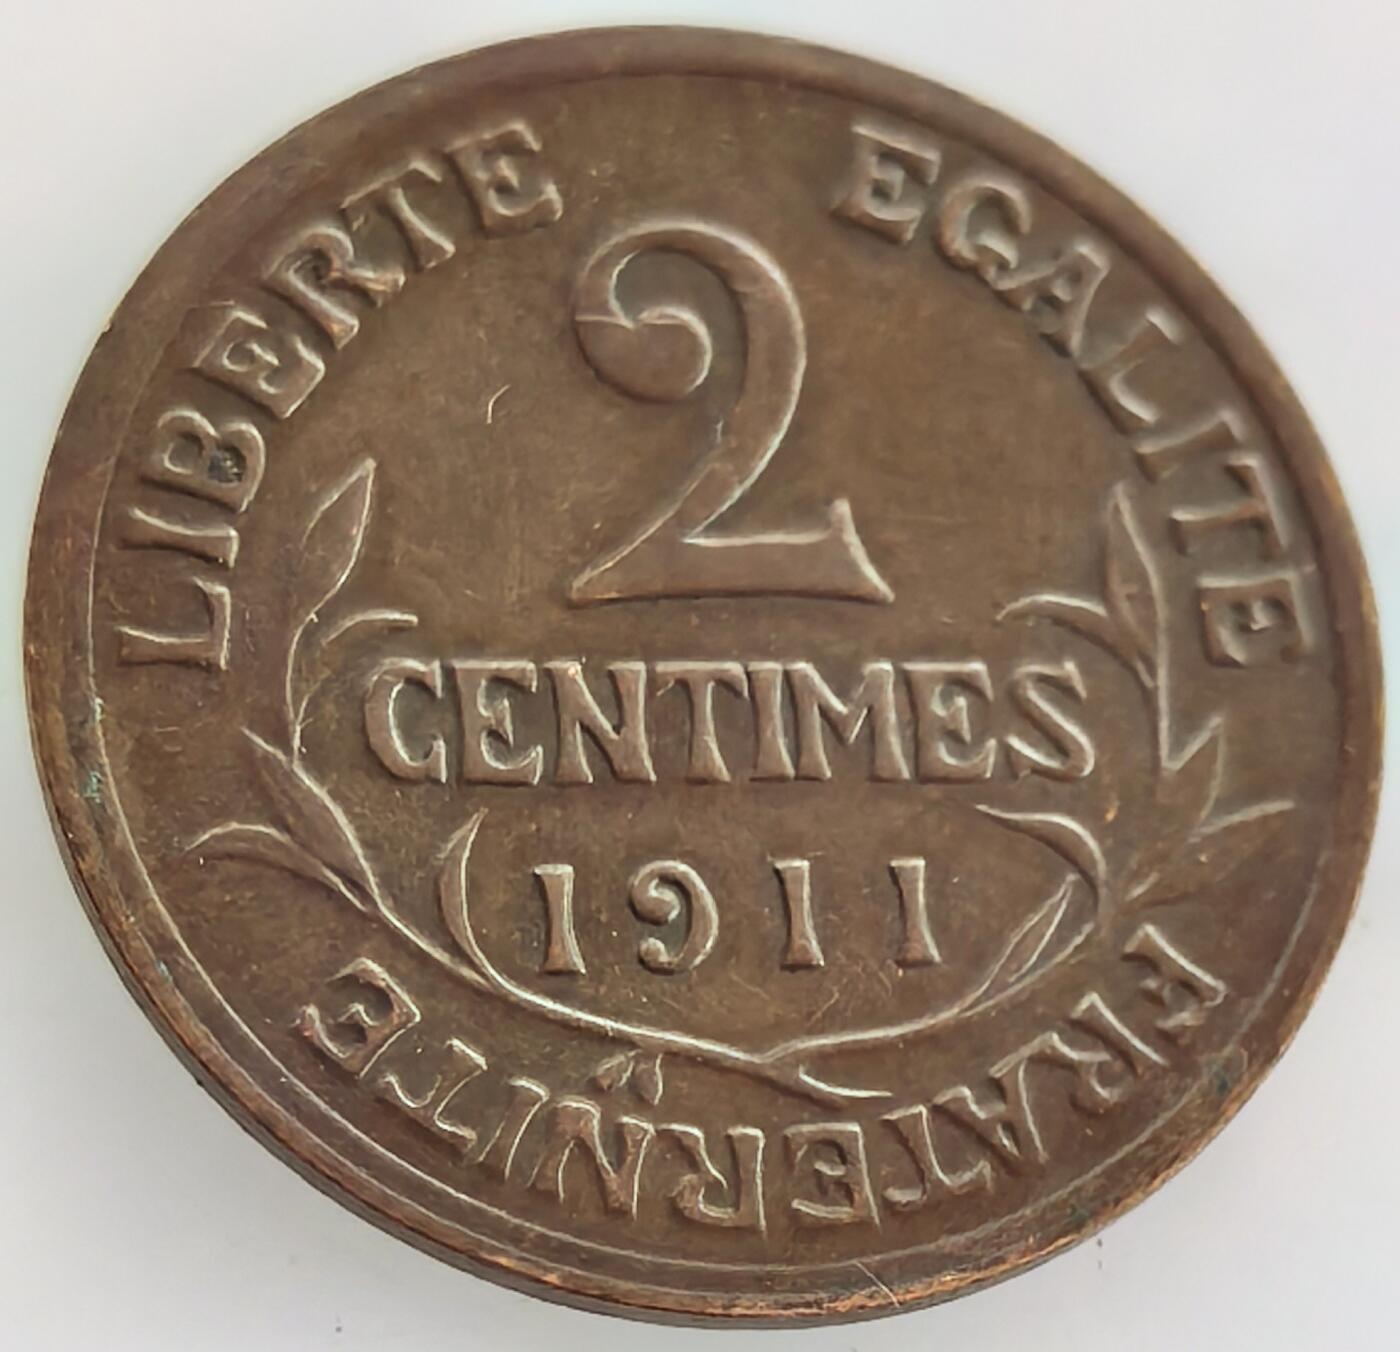 LIBERTE EGALITE FRATERNITE
2
CENTIMES
1911